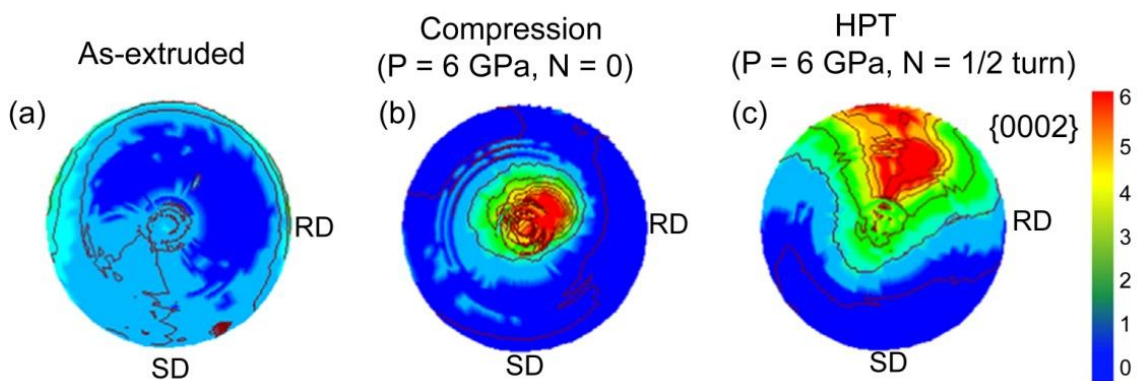 As-extruded
Compression
(P = 6 GPa, N = 0)
HPT
(P = 6 GPa, N = 1/2 turn)
(a)
(b)
(c)
{0002}
6
5
4
3
2
1
0
RD
RD
RD
SD
SD
SD